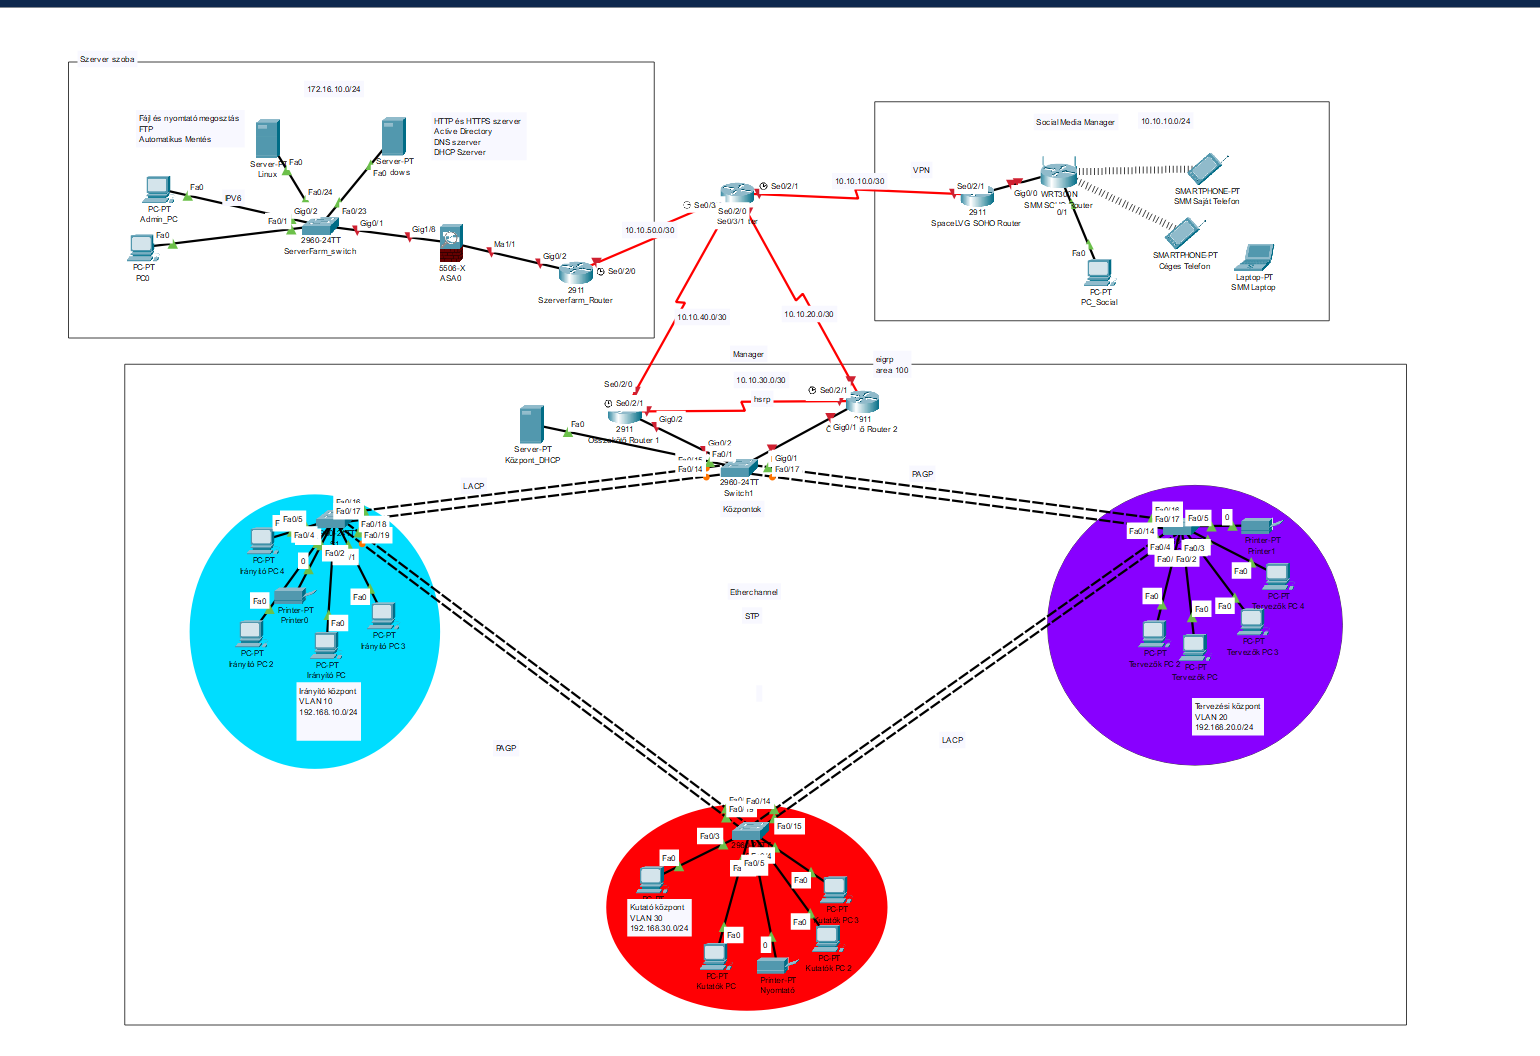 Szerver szoba
172.16.10.0/24
Fájl és nyomtató megosztás
FTP
Automatikus Mentés
HTTP és HTTPS szerver
Active Directory
DNS szerver
DHCP Szerver
Server-PT
Linux
Fa0
Server-PT
Fa0
dows
PC-PT
Admin_PC
Fa0
IPV6
Fa0/24
Gig0/2
Fa0/23
Fa0/1
Gig0/1
2960-24TT
ServerFarm_switch
Fa0
PC-PT
PC0
Gig1/8
5506-X
ASA0
Ma1/1
Gig0/2
2911
Szerverfarm_Router
Se0/2/0
10.10.50.0/30
Se0/3
Se0/2/1
Se0/2/0
Se0/3/1
10.10.10.0/30
VPN
Social Media Manager
10.10.10.0/24
Se0/2/1
2911
SpaceLVG SOHO Router
Gig0/0
WRT300N
0/1
SMARTPHONE-PT
SMM Saját Telefon
SMARTPHONE-PT
Céges Telefon
Laptop-PT
SMM Laptop
Fa0
PC-PT
PC_Social
10.10.40.0/30
10.10.20.0/30
Manager
eigrp
area 100
10.10.30.0/30
hsrp
Se0/2/0
Se0/2/1
2911
Összekötő Router 1
Gig0/2
Se0/2/1
2911
Router 2
Gig0/1
Server-PT
Központ_DHCP
Fa0
Gig0/2
Fa0/1
Fa0/14
Gig0/1
Fa0/17
2960-24TT
Switch1
Központok
LACP
PAGP
Fa0/16
Fa0/17
Fa0/18
Fa0/19
Fa0/5
Fa0/4
Fa0/2
/1
PC-PT
Irányító PC 4
0
Printer-PT
Printer0
Fa0
PC-PT
Irányító PC 2
Fa0
PC-PT
Irányító PC
Fa0
PC-PT
Irányító PC 3
Irányító központ
VLAN 10
192.168.10.0/24
Etherchannel
STP
Fa0/16
Fa0/17
Fa0/14
Fa0/5
Fa0/4
Fa0/3
Fa0/2
0
Printer-PT
Printer1
Fa0
PC-PT
Tervezők PC 4
Fa0
PC-PT
Tervezők PC 3
Fa0
PC-PT
Tervezők PC 2
Fa0
PC-PT
Tervezők PC
Tervezési központ
VLAN 20
192.168.20.0/24
PAGP
LACP
Fa0/14
Fa0/15
Fa0/3
Fa0/5
Fa0
Kutató központ
VLAN 30
192.168.30.0/24
Fa0
PC-PT
Kutatók PC
0
Printer-PT
Nyomtató
Fa0
PC-PT
Kutatók PC 2
Fa0
PC-PT
Kutatók PC 3